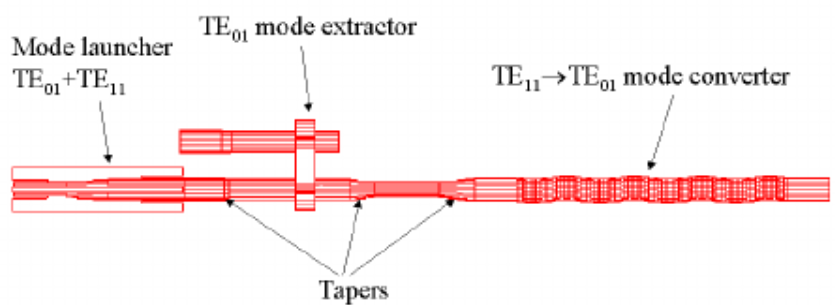 TE₀₁ mode extractor
Mode launcher
TE₀₁+TE₁₁
TE₁₁→TE₀₁ mode converter
Tapers